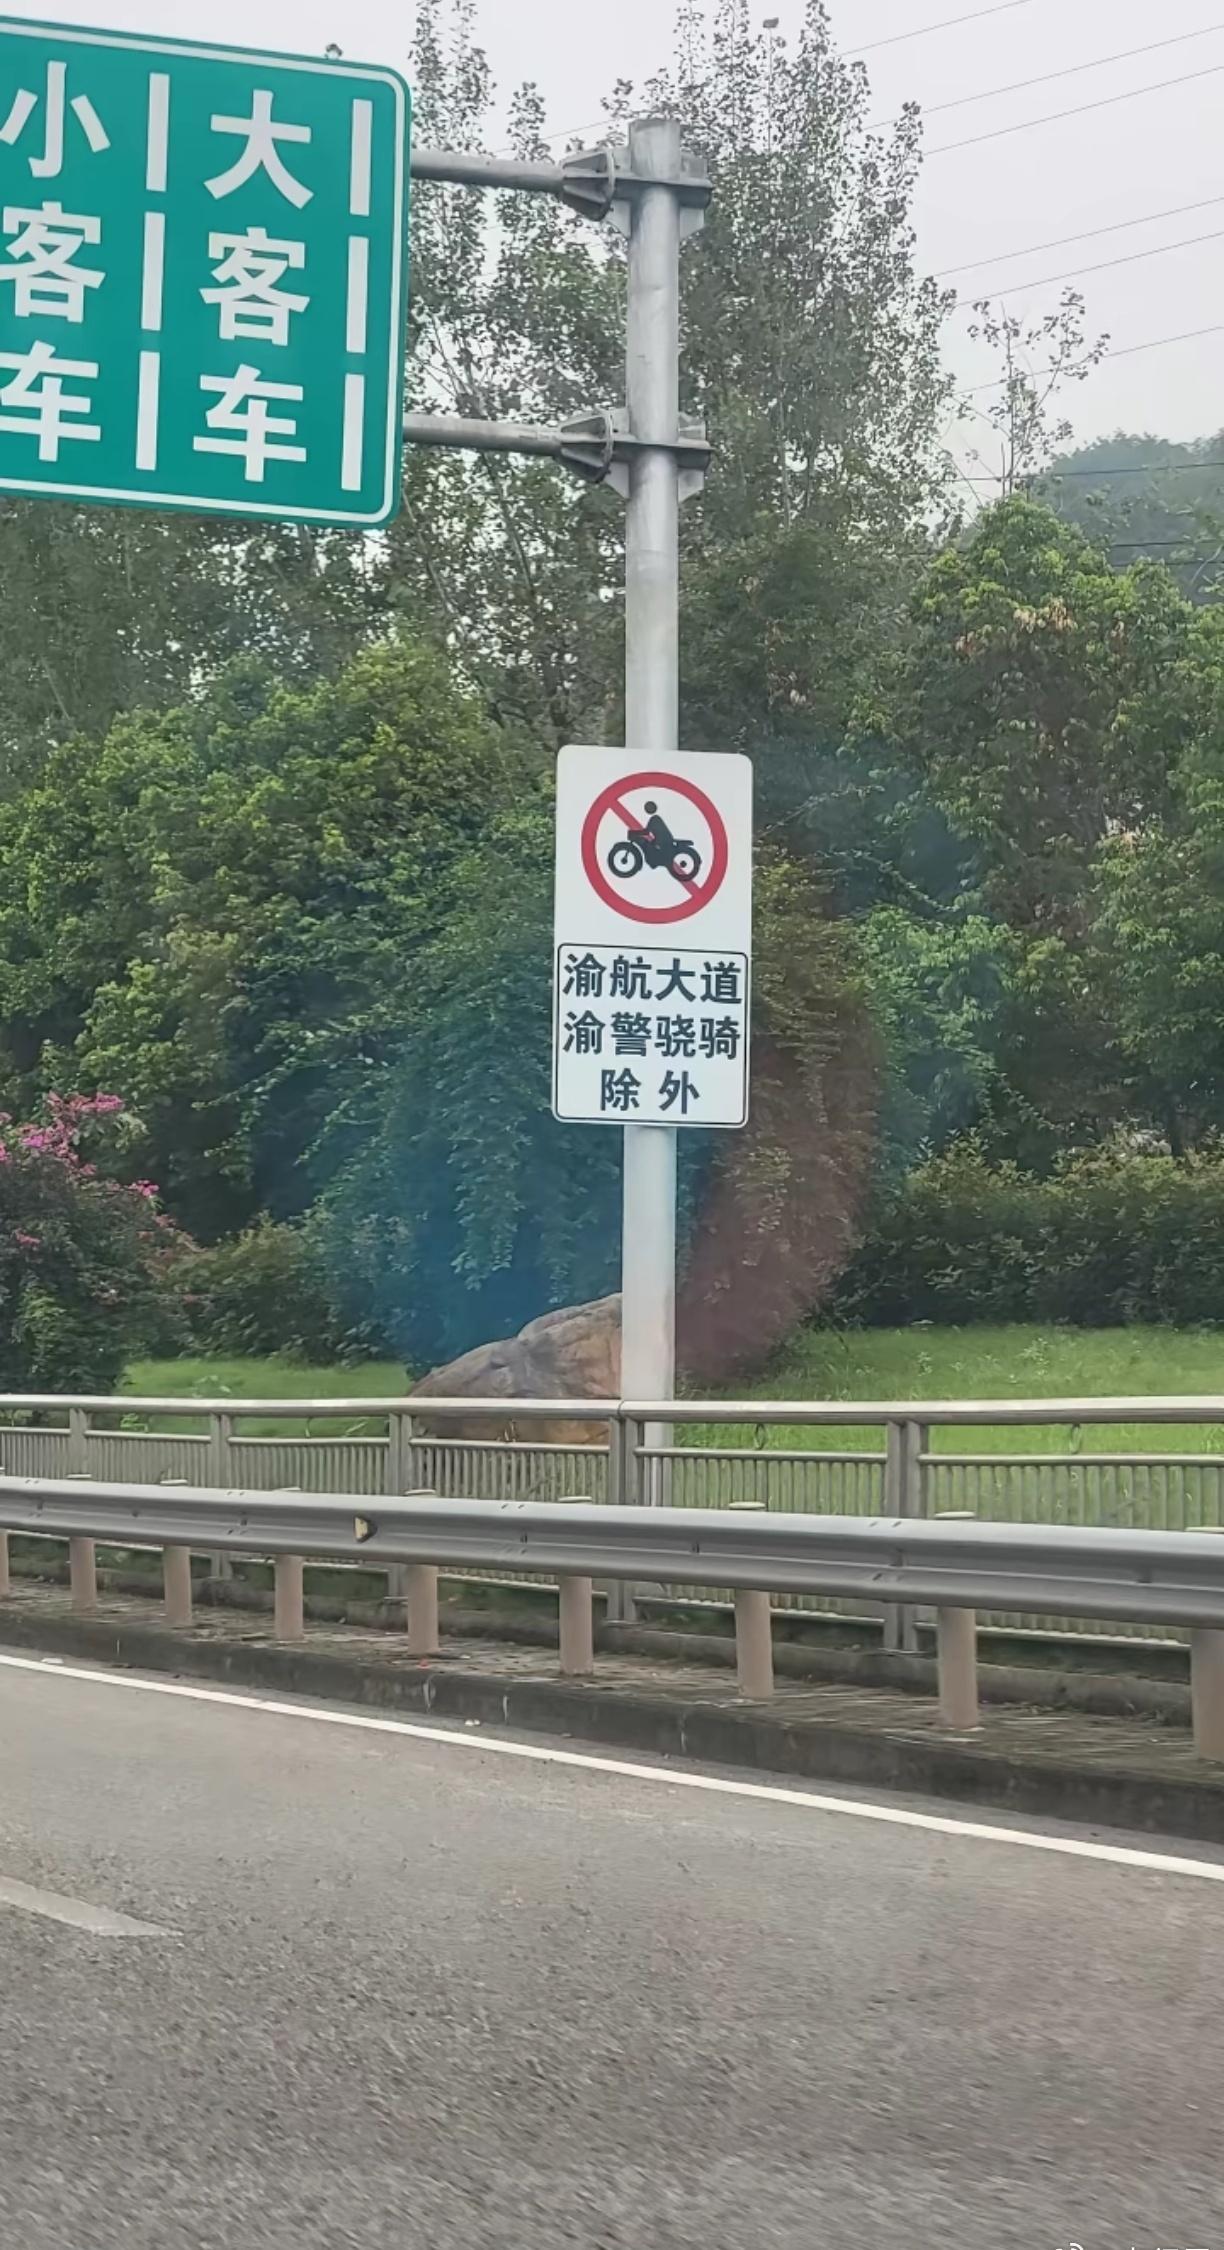 小客车
大客车
渝航大道
渝警骁骑
除外